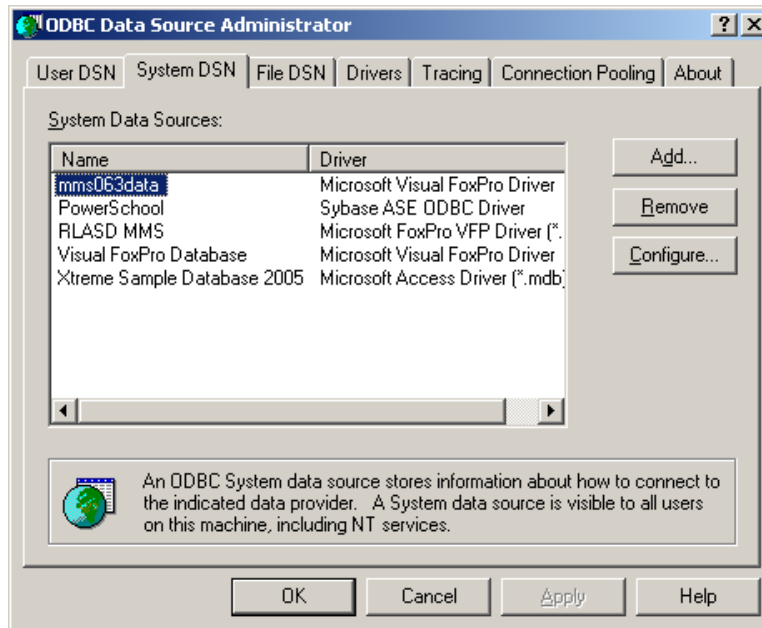 ODBC Data Source Administrator
User DSN System DSN File DSN Drivers Tracing Connection Pooling About
System Data Sources:
Name Driver
mms063data Microsoft Visual FoxPro Driver
PowerSchool Sybase ASE ODBC Driver
RLASD MMS Microsoft FoxPro VFP Driver (*.
Visual FoxPro Database Microsoft Visual FoxPro Driver
Xtreme Sample Database 2005 Microsoft Access Driver (*.mdb)
Add...
Remove
Configure...
An ODBC System data source stores information about how to connect to
the indicated data provider. A System data source is visible to all users
on this machine, including NT services.
OK Cancel Apply Help